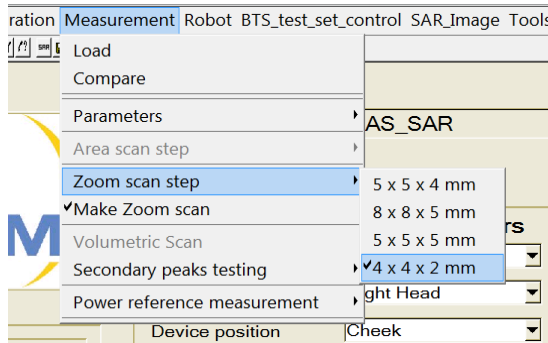 ration Measurement Robot BTS_test_set_control SAR_Image Tools
Load
Compare
Parameters
AS_SAR
Area scan step
Zoom scan step
5 x 5 x 4 mm
Make Zoom scan
8 x 8 x 5 mm
rs
M
Volumetric Scan
5 x 5 x 5 mm
Secondary peaks testing
4 x 4 x 2 mm
Power reference measurement
ght Head
Device position
Cheek